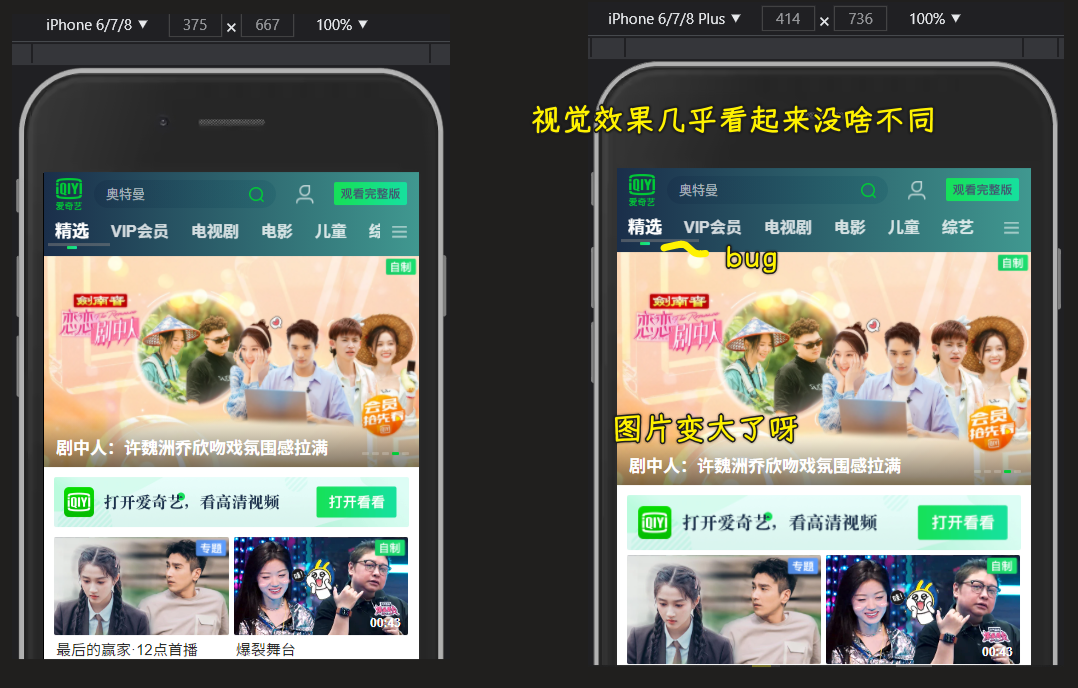 iPhone 6/7/8 ▼ 375 × 667 100% ▼
iPhone 6/7/8 Plus ▼ 414 × 736 100% ▼
视觉效果几乎看起来没啥不同
QIY
爱奇艺
奥特曼
观看完整版
精选 VIP会员 电视剧 电影 儿童 综
自制
剑南春
恋恋剧中人
会员
抢先看
剧中人：许魏洲乔欣吻戏氛围感拉满
QIY 打开爱奇艺，看高清视频 打开看看
专题
自制
00:43
最后的赢家·12点首播
爆裂舞台
QIY
爱奇艺
奥特曼
观看完整版
精选 VIP会员 电视剧 电影 儿童 综艺
bug
自制
剑南春
恋恋剧中人
会员
抢先看
图片变大了呀
剧中人：许魏洲乔欣吻戏氛围感拉满
QIY 打开爱奇艺，看高清视频 打开看看
专题
自制
00:43